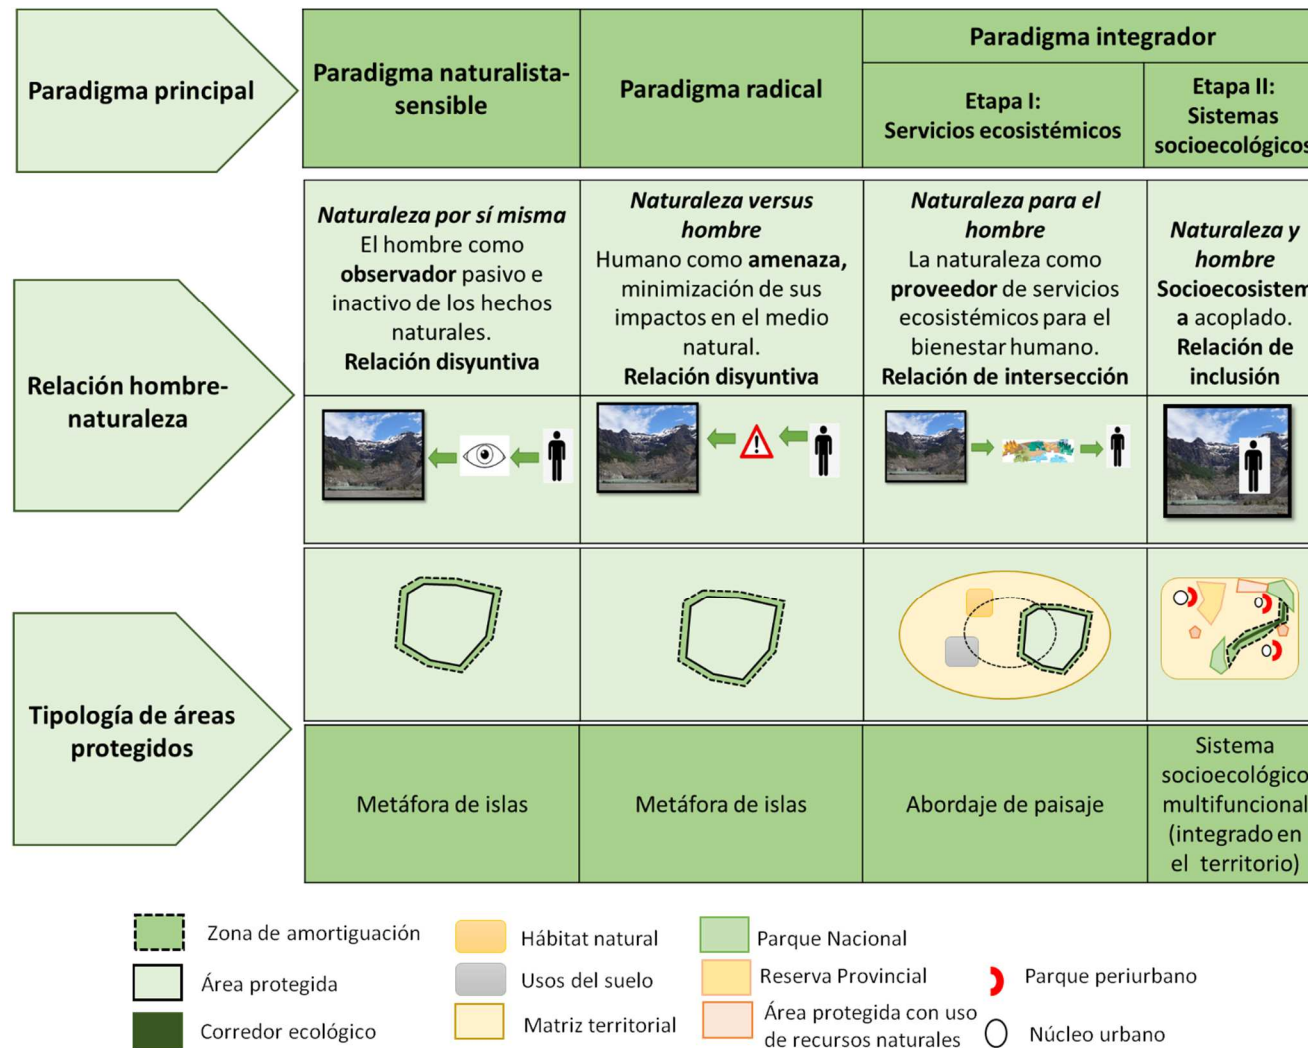 Paradigma principal
Paradigma naturalista-
sensible
Paradigma radical
Paradigma integrador
Etapa I:
Servicios ecosistémicos
Etapa II:
Sistemas
socioecológicos
Relación hombre-
naturaleza
Naturaleza por sí misma
El hombre como
observador pasivo e
inactivo de los hechos
naturales.
Relación disyuntiva
Naturaleza versus
hombre
Humano como amenaza,
minimización de sus
impactos en el medio
natural.
Relación disyuntiva
Naturaleza para el
hombre
La naturaleza como
proveedor de servicios
ecosistémicos para el
bienestar humano.
Relación de intersección
Naturaleza y
hombre
Socioecosistem
a acoplado.
Relación de
inclusión
Tipología de áreas
protegidos
Metáfora de islas
Metáfora de islas
Abordaje de paisaje
Sistema
socioecológico
multifuncional
(integrado en
el territorio)
Zona de amortiguación
Área protegida
Corredor ecológico
Hábitat natural
Usos del suelo
Matriz territorial
Parque Nacional
Reserva Provincial
Área protegida con uso
de recursos naturales
Parque periurbano
Núcleo urbano